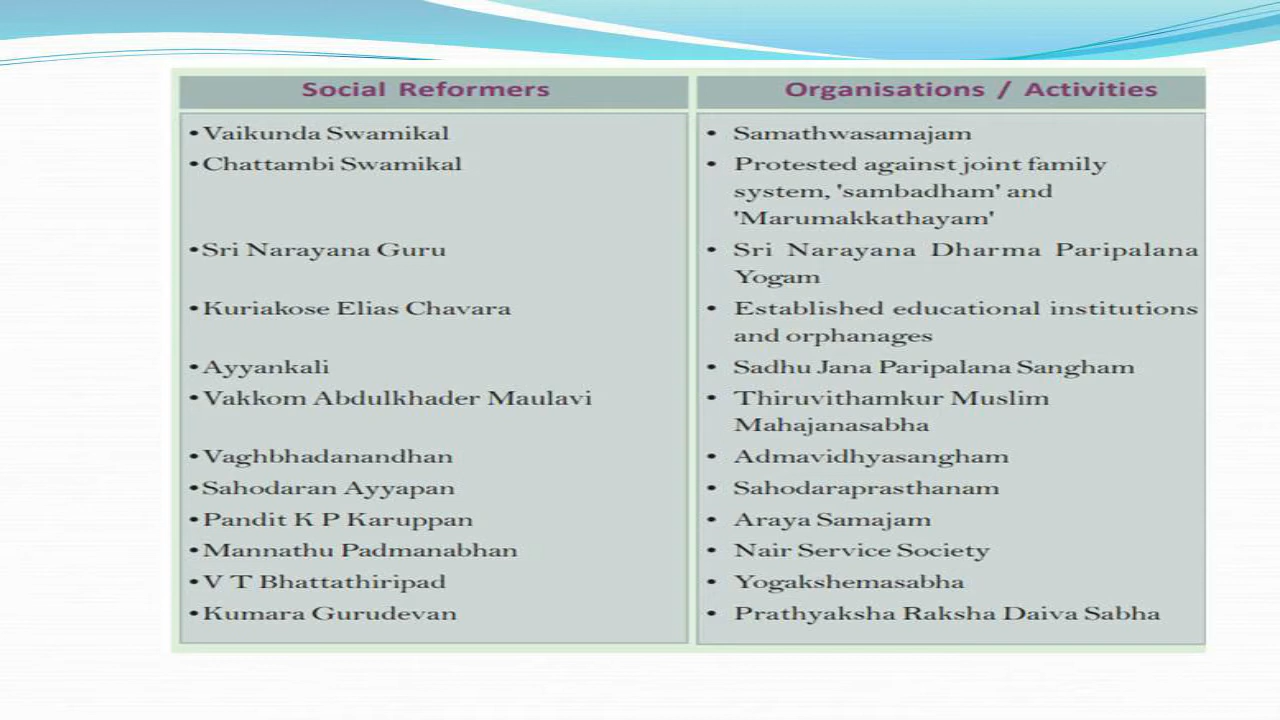 Social Reformers
Organisations / Activities
• Vaikunda Swamikal
• Samathwasamajam
• Chattambi Swamikal
• Protested against joint family
system, 'sambadham' and
'Marumakkathayam'
• Sri Narayana Guru
• Sri Narayana Dharma Paripalana
Yogam
• Kuriakose Elias Chavara
• Established educational institutions
and orphanages
• Ayyankali
• Sadhu Jana Paripalana Sangham
• Vakkom Abdulkhader Maulavi
• Thiruvithamkur Muslim
Mahajanasabha
• Vaghbhadanandhan
• Admavidhyasangham
• Sahodaran Ayyapan
• Sahodaraprasthanam
• Pandit K P Karuppan
• Araya Samajam
• Mannathu Padmanabhan
• Nair Service Society
• V T Bhattathiripad
• Yogakshemasabha
• Kumara Gurudevan
• Prathyaksha Raksha Daiva Sabha